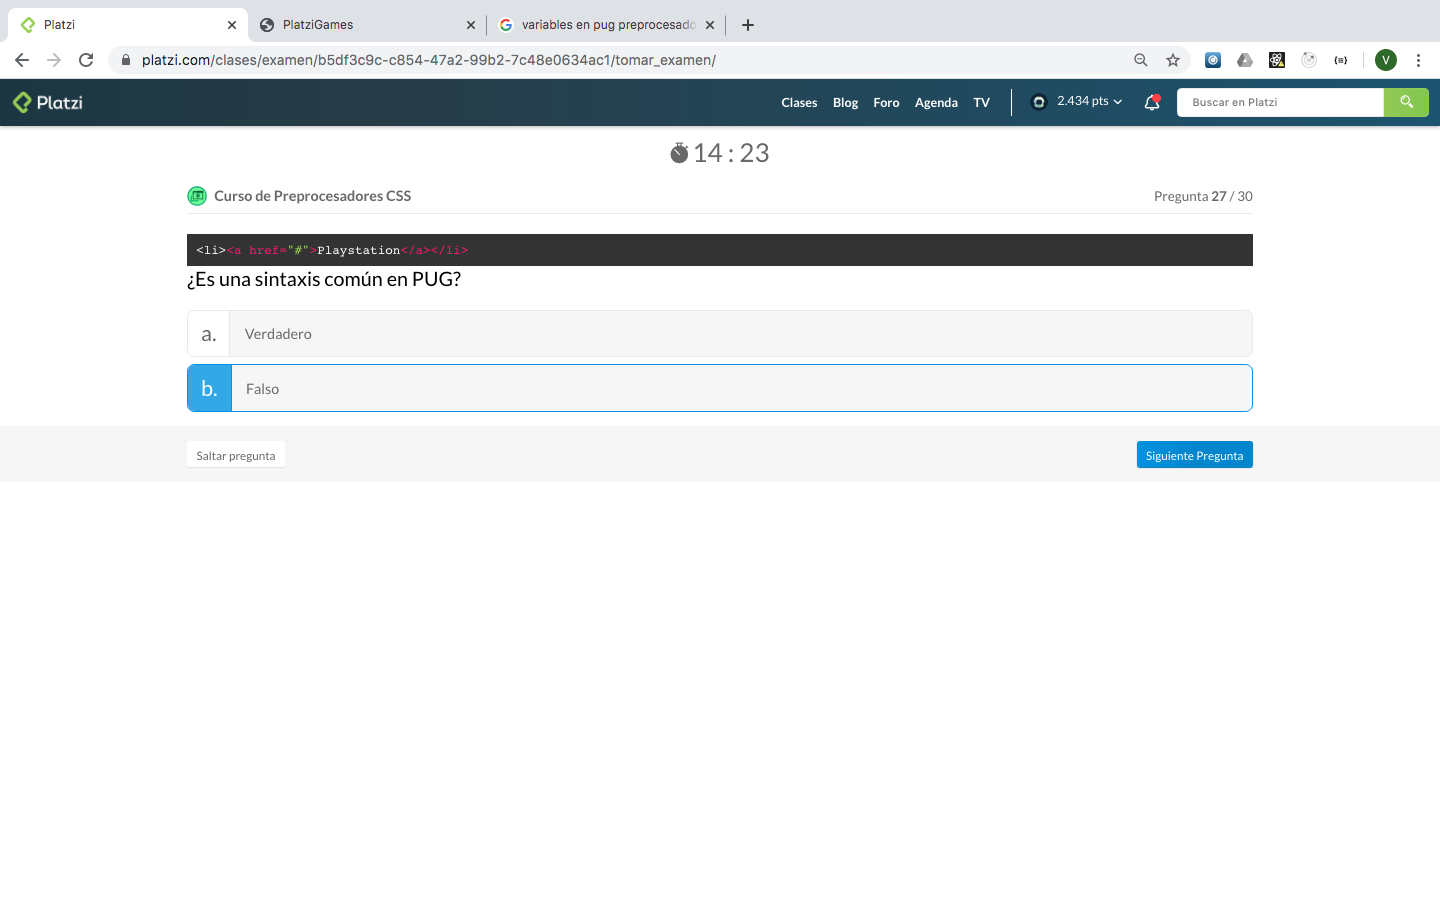 Platzi
PlatziGames
variables en pug preprocesado
platzi.com/clases/examen/b5df3c9c-c854-47a2-99b2-7c48e0634ac1/tomar_examen/
V
Platzi
Clases
Blog
Foro
Agenda
TV
2.434 pts
Buscar en Platzi
14 : 23
Curso de Preprocesadores CSS
Pregunta 27 / 30
<li><a href="#">Playstation</a></li>
¿Es una sintaxis común en PUG?
a. Verdadero
b. Falso
Saltar pregunta
Siguiente Pregunta